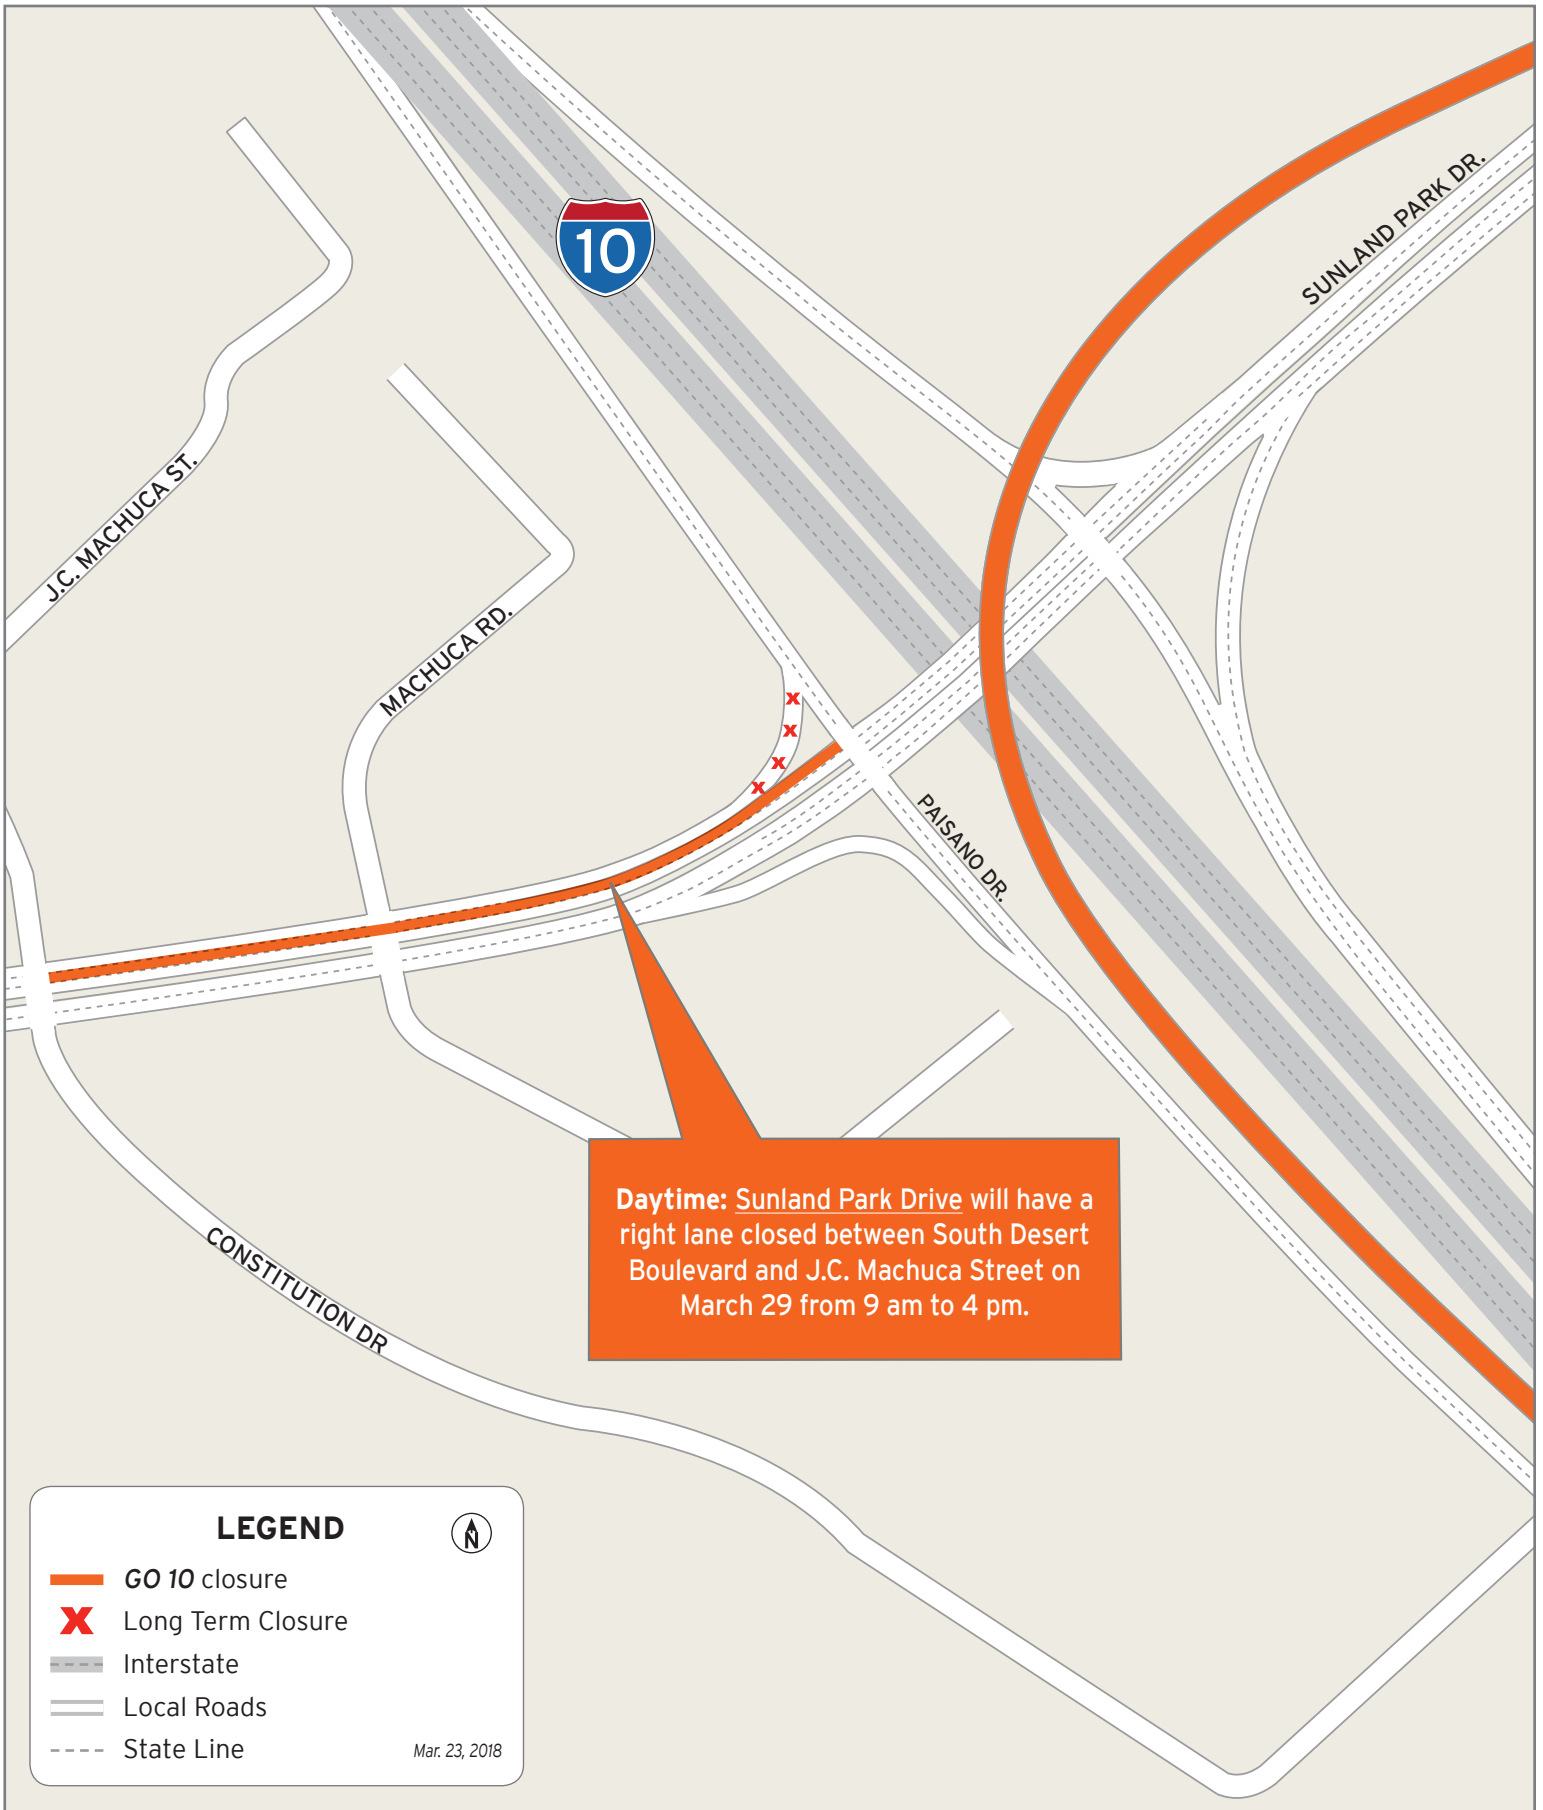 10
SUNLAND PARK DR.
J.C. MACHUCA ST.
MACHUCA RD.
PAISANO DR.
Daytime: Sunland Park Drive will have a
right lane closed between South Desert
Boulevard and J.C. Machuca Street on
March 29 from 9 am to 4 pm.
CONSTITUTION DR
LEGEND
N
GO 10 closure
X Long Term Closure
Interstate
Local Roads
State Line
Mar. 23, 2018